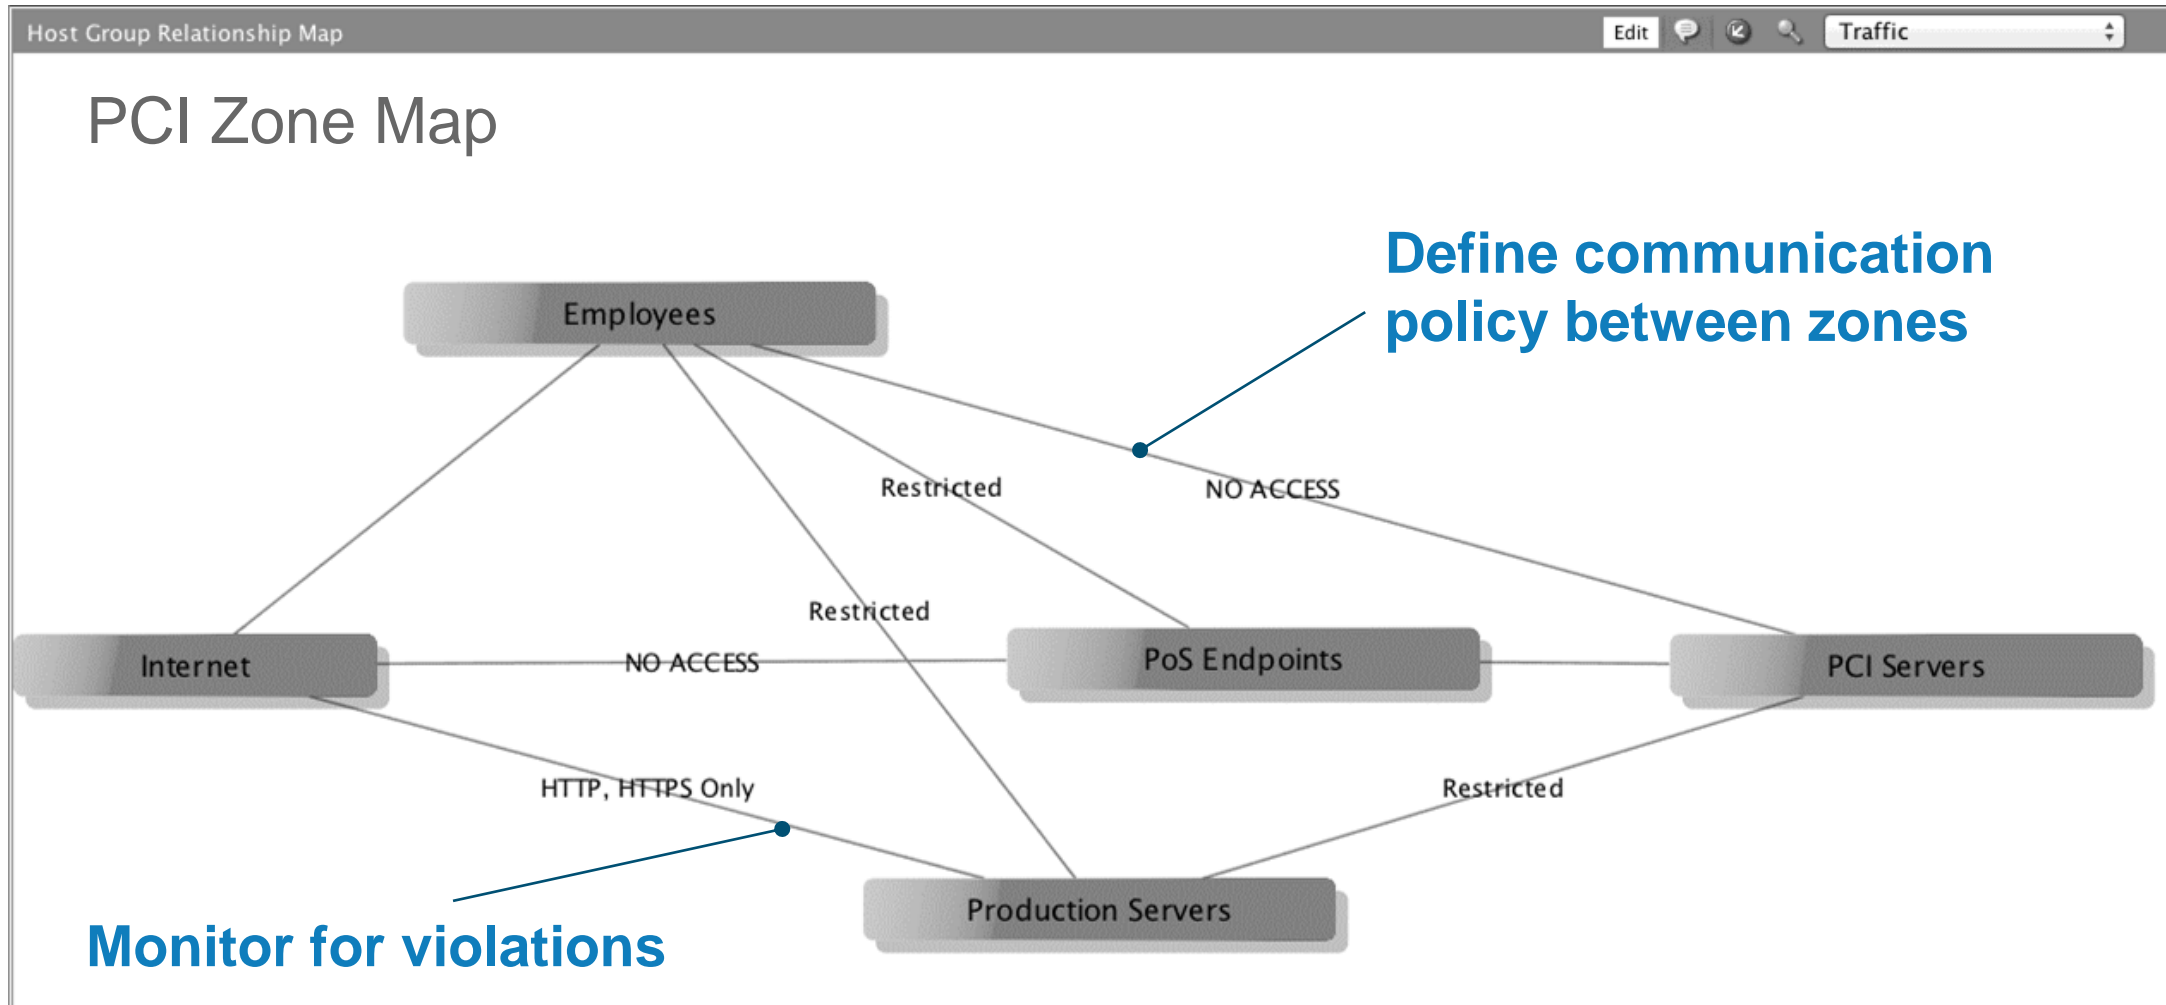 Host Group Relationship Map
Edit
Traffic
PCI Zone Map
Define communication
policy between zones
Employees
Restricted
NO ACCESS
Restricted
Internet
NO ACCESS
PoS Endpoints
PCI Servers
HTTP, HTTPS Only
Restricted
Production Servers
Monitor for violations